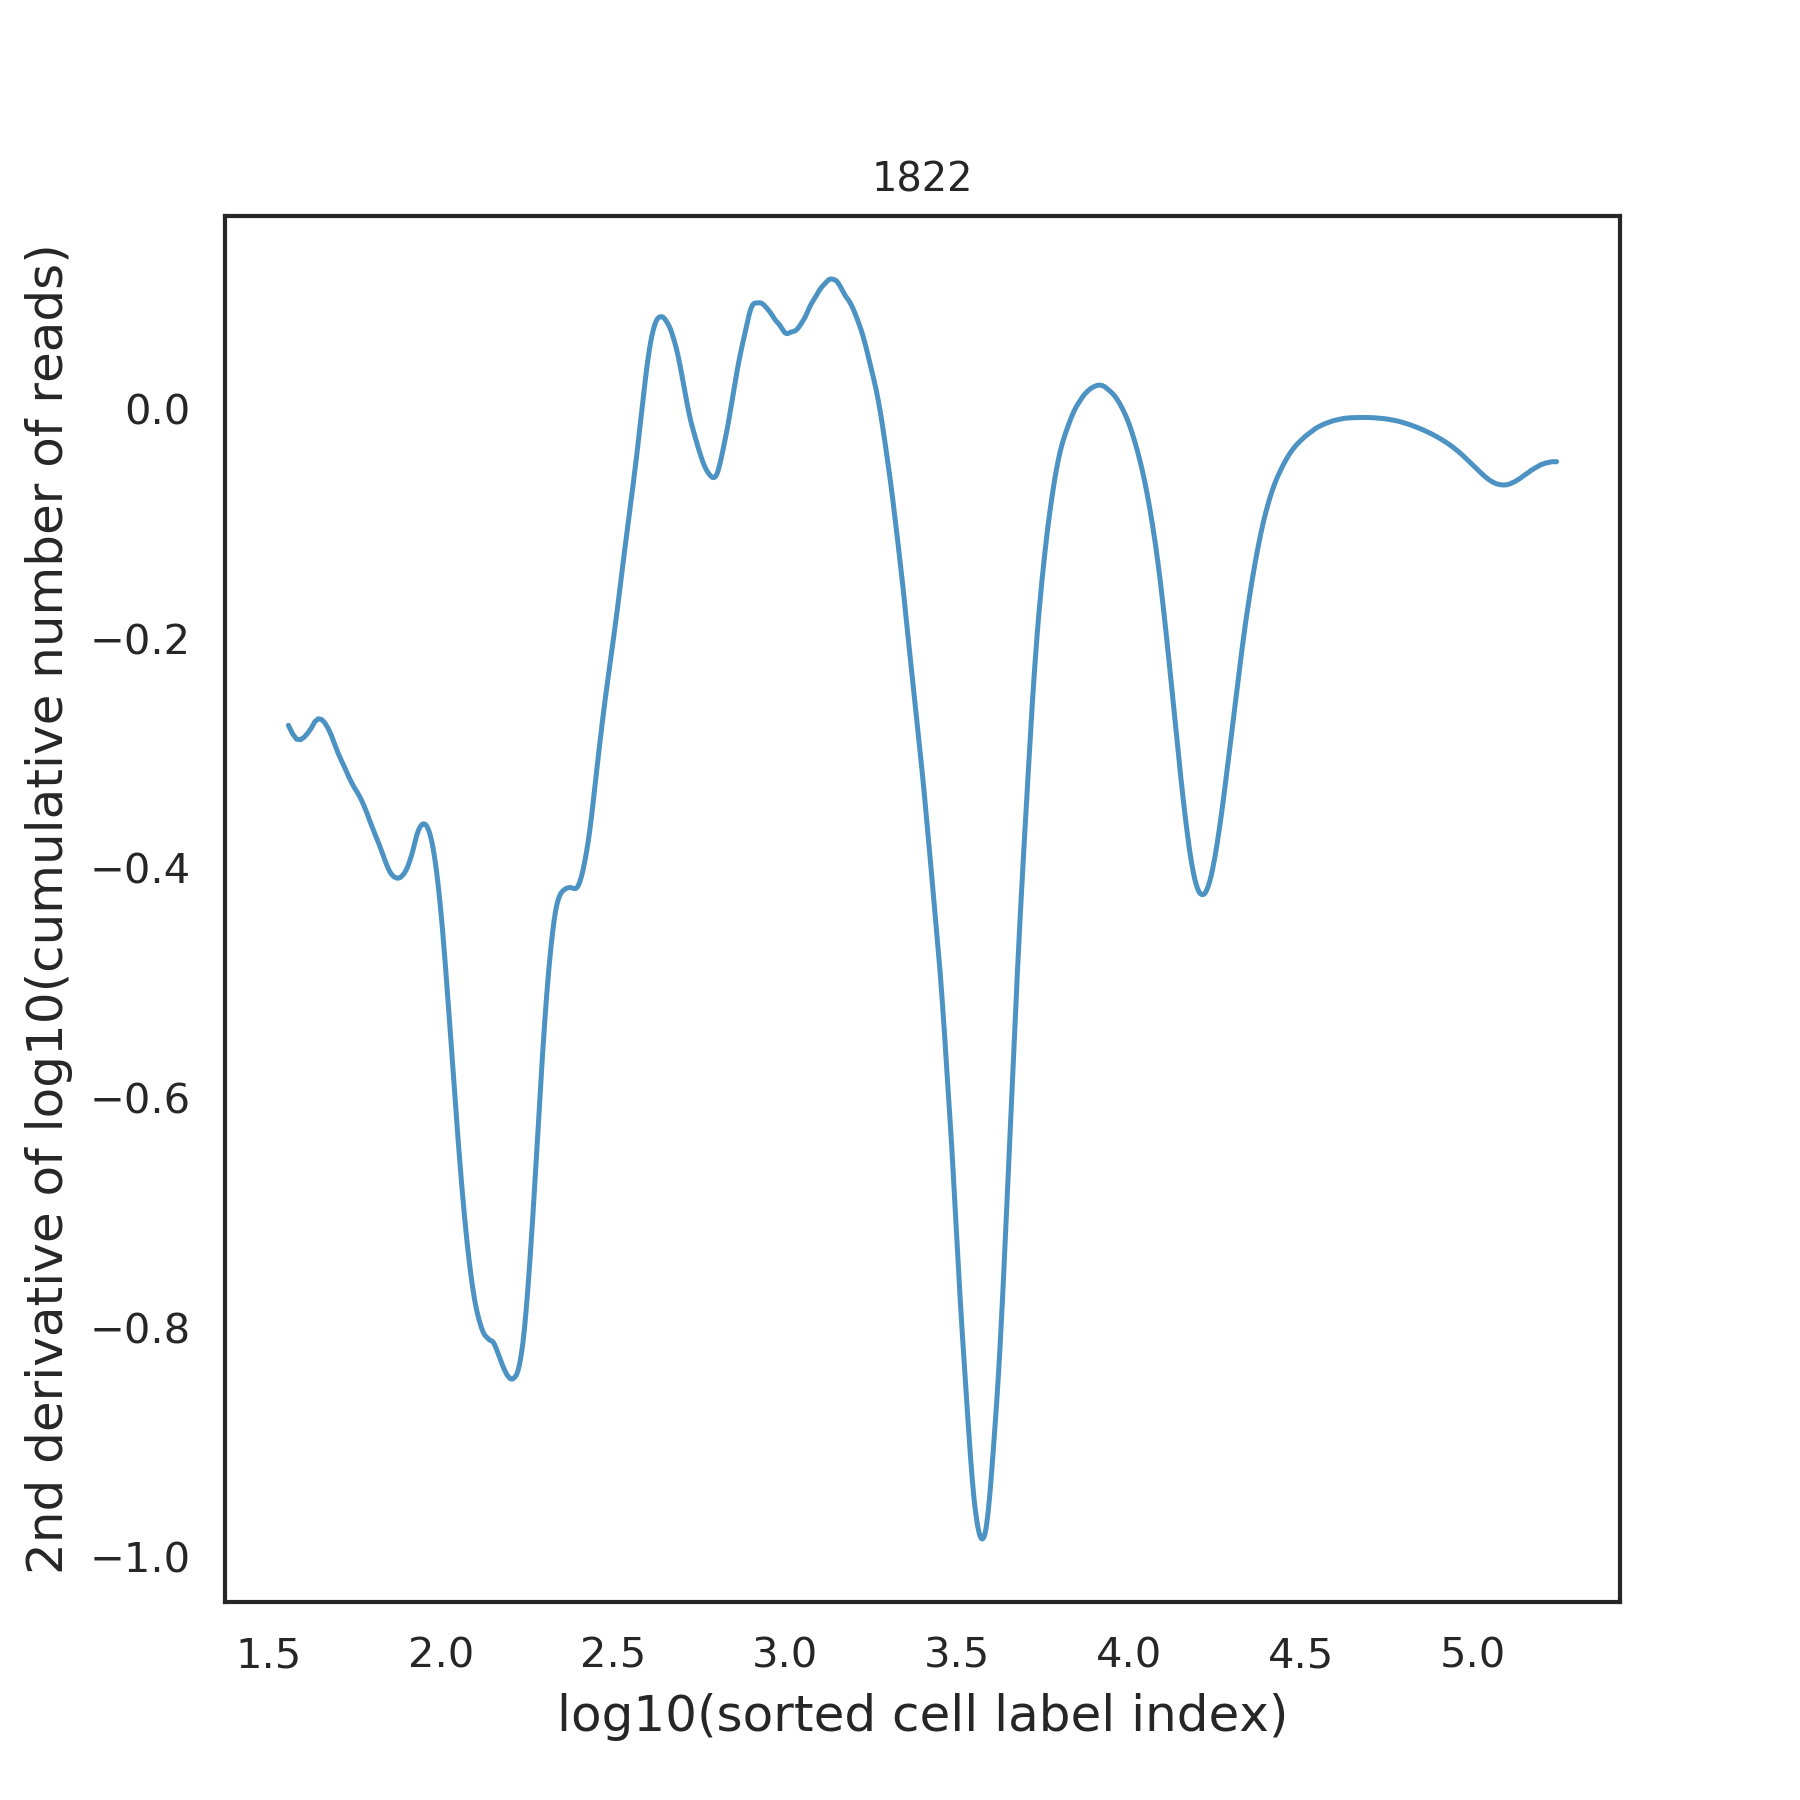 1822
2nd derivative of log10(cumulative number of reads)
0.0
−0.2
−0.4
−0.6
−0.8
−1.0
1.5 2.0 2.5 3.0 3.5 4.0 4.5 5.0
log10(sorted cell label index)